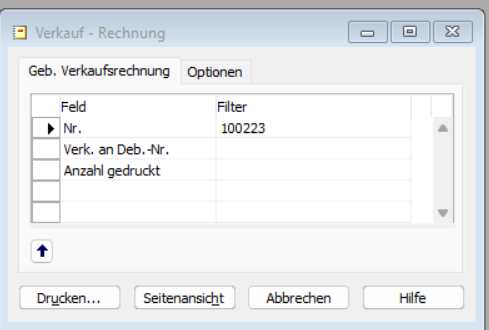 Verkauf - Rechnung
Geb. Verkaufsrechnung Optionen
Feld Filter
Nr. 100223
Verk. an Deb.-Nr.
Anzahl gedruckt
Drucken... Seitenansicht Abbrechen Hilfe